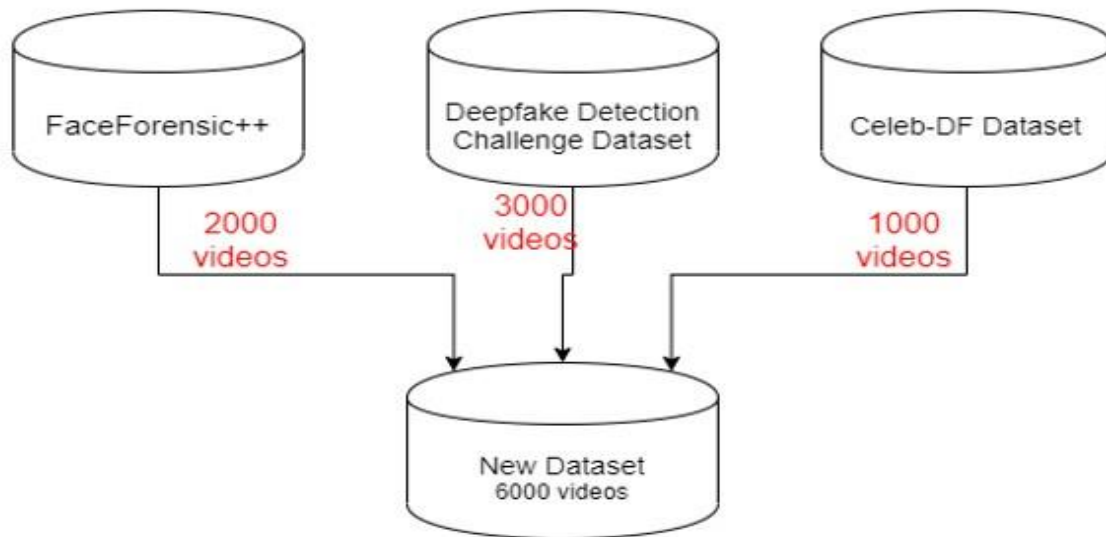 FaceForensic++
Deepfake Detection
Challenge Dataset
Celeb-DF Dataset
2000
videos
3000
videos
1000
videos
New Dataset
6000 videos